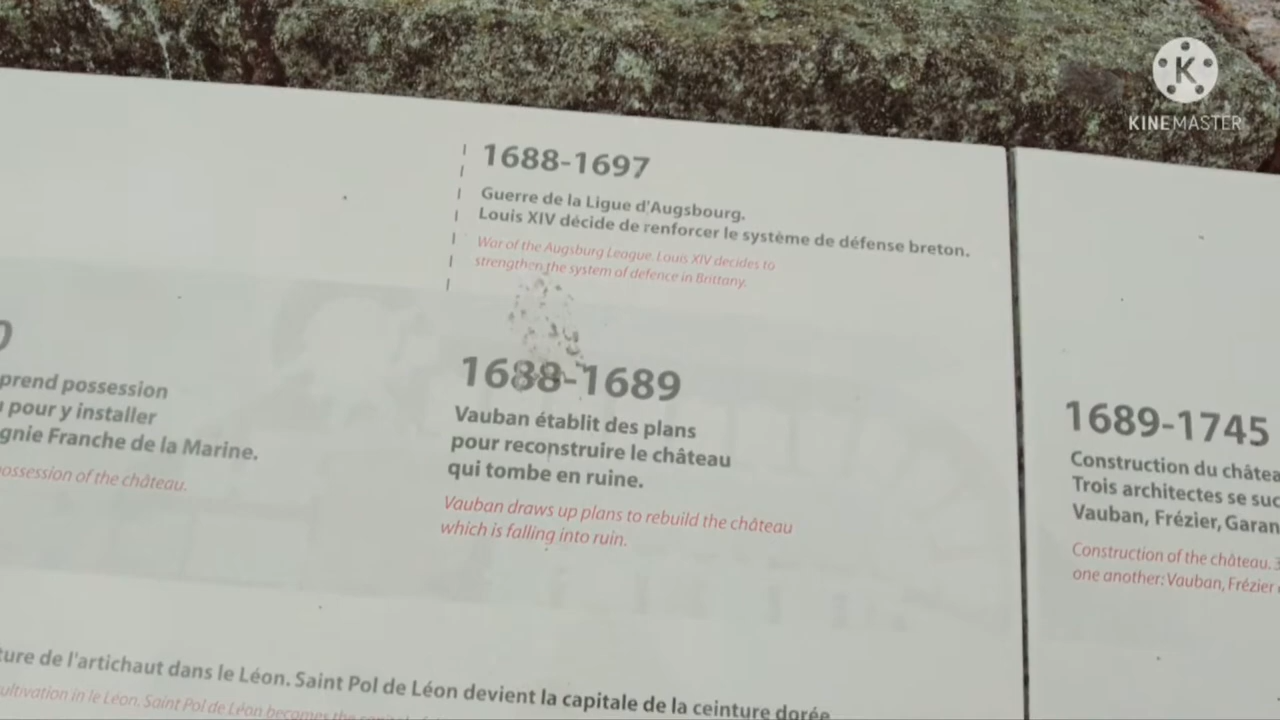 KINEMASTER
1688-1697
Guerre de la Ligue d'Augsbourg.
Louis XIV décide de renforcer le système de défense breton.
War of the Augsburg League. Louis XIV decides to
strengthen the system of defence in Brittany.
prend possession
pour y installer
Franche de la Marine.
possession of the château.
1688-1689
Vauban établit des plans
pour reconstruire le château
qui tombe en ruine.
Vauban draws up plans to rebuild the château
which is falling into ruin.
1689-1745
Construction du châtea
Trois architectes se suc
Vauban, Frézier, Garan
Construction of the château. 3
one another: Vauban, Frézier
de l'artichaut dans le Léon. Saint Pol de Léon devient la capitale de la ceinture dorée
in le Léon. Saint Pol de Léon becomes the